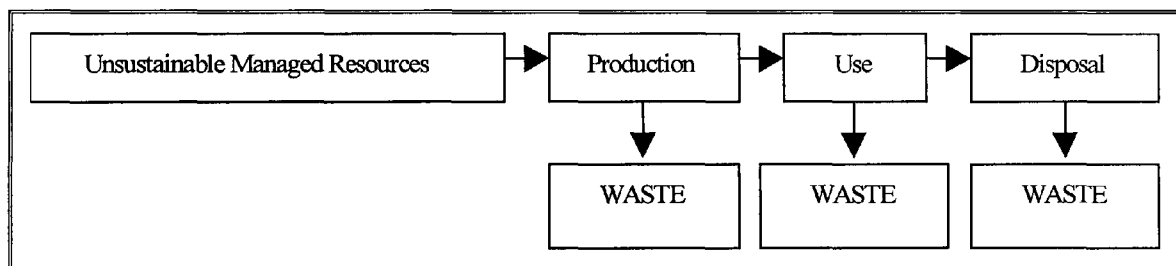 Unsustainable Managed Resources
Production
Use
Disposal
WASTE
WASTE
WASTE